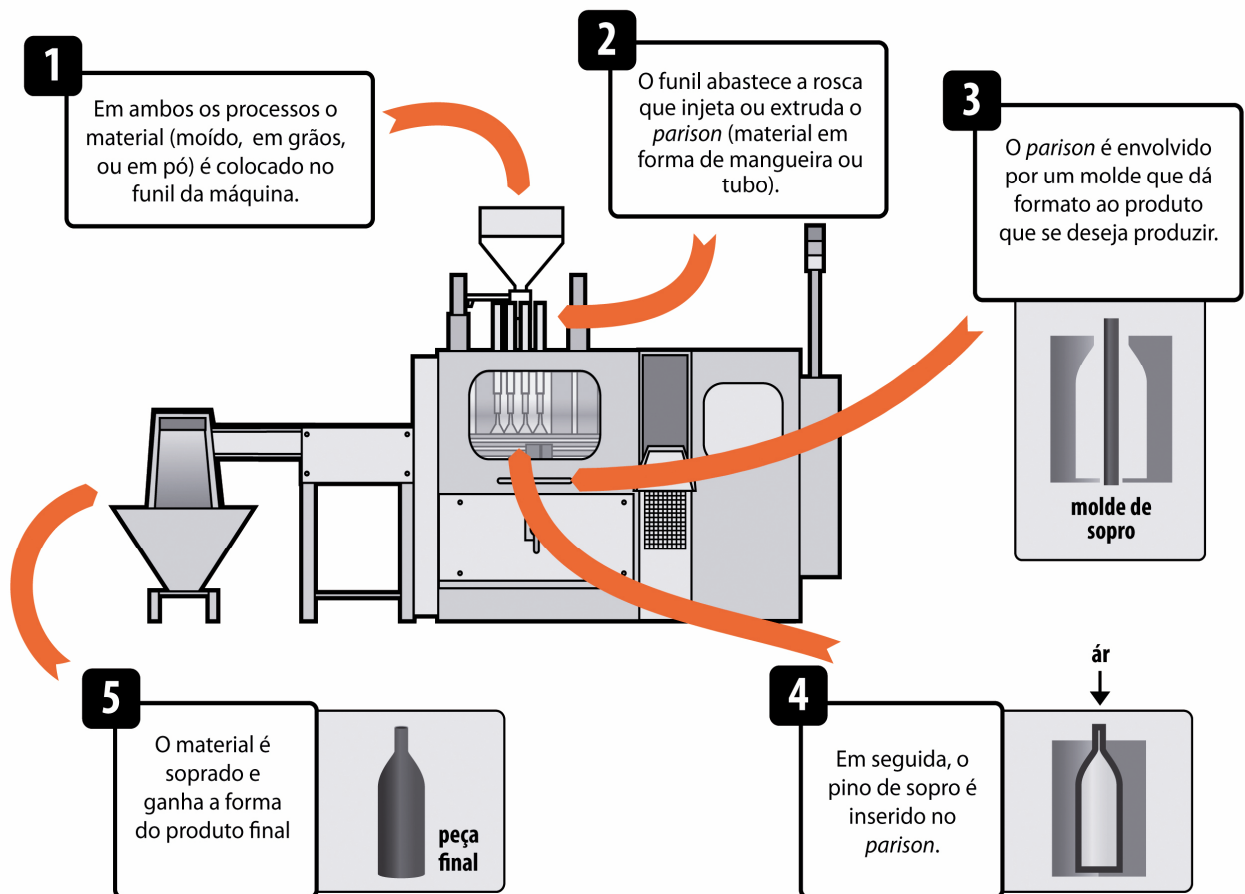 1
Em ambos os processos o
material (moído, em grãos,
ou em pó) é colocado no
funil da máquina.
2
O funil abastece a rosca
que injeta ou extruda o
parison (material em
forma de mangueira ou
tubo).
3
O parison é envolvido
por um molde que dá
formato ao produto
que se deseja produzir.
molde de
sopro
4
Em seguida, o
pino de sopro é
inserido no
parison.
ár
5
O material é
soprado e
ganha a forma
do produto final
peça
final